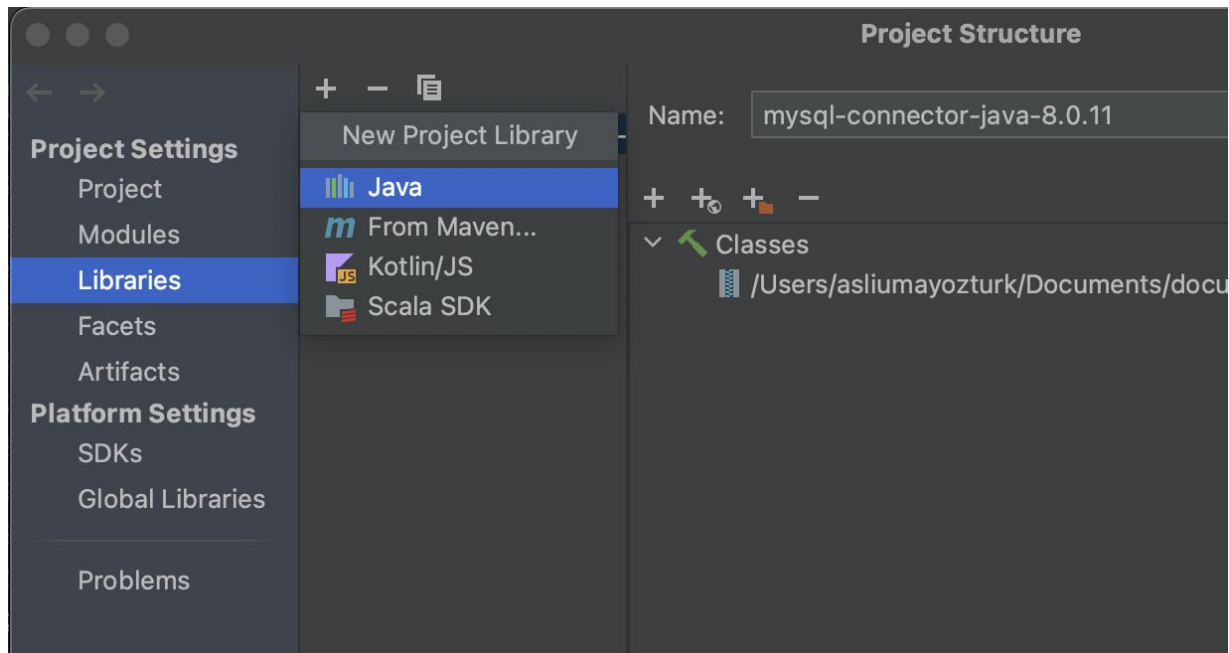 Project Structure
Project Settings
Project
Modules
Libraries
Facets
Artifacts
Platform Settings
SDKs
Global Libraries
Problems
New Project Library
Java
From Maven...
Kotlin/JS
Scala SDK
Name: mysql-connector-java-8.0.11
Classes
/Users/asliumayozturk/Documents/docu